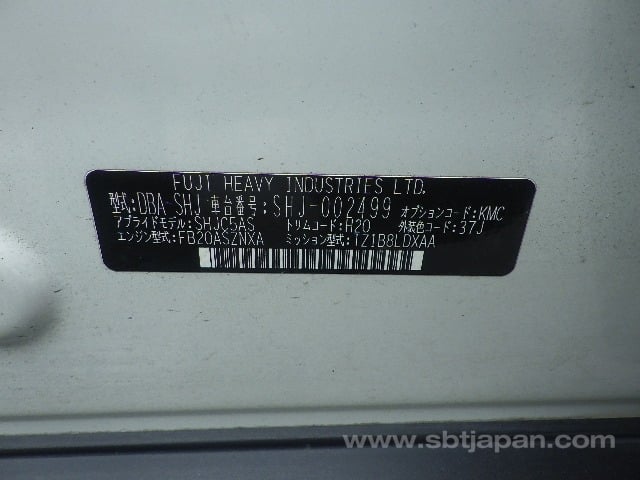 FUJI HEAVY INDUSTRIES LTD.
型式:DBA-SHJ 車台番号:SHJ-002499 オプションコード:KMC
アプライドモデル:SHJC5AS トリムコード:H20 外装色コード:37J
エンジン型式:FB20ASZNXA ミッション型式:TZ1B8LDXAA
www.sbtjapan.com